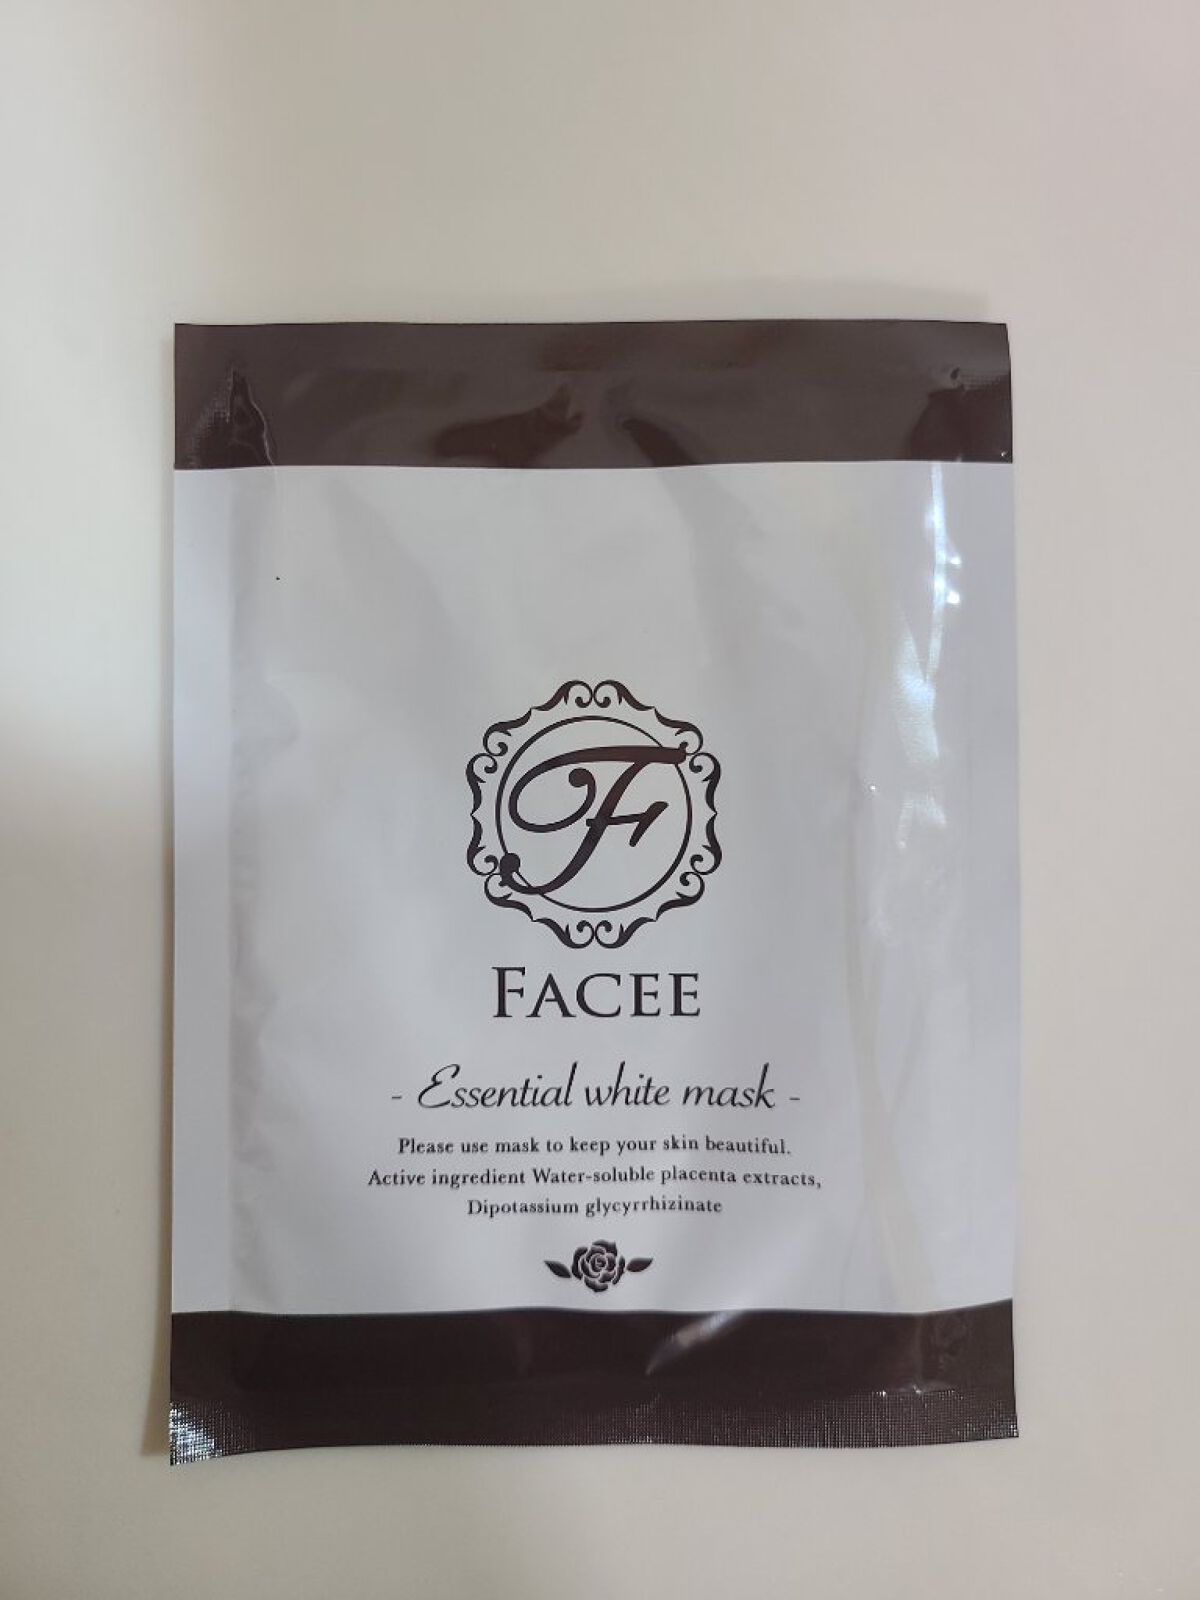 F
FACEE
- Essential white mask -
Please use mask to keep your skin beautiful.
Active ingredient Water-soluble placenta extracts,
Dipotassium glycyrrhizinate